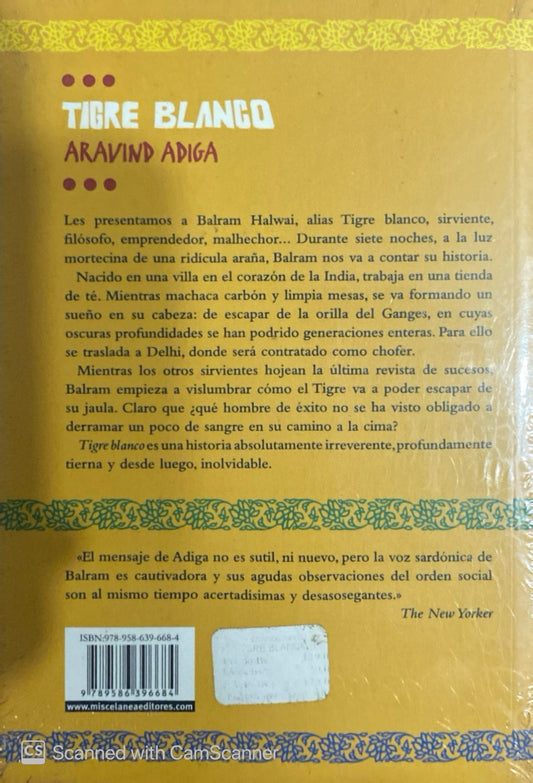 TIGRE BLANCO
ARAVIND ADIGA
Les presentamos a Balram Halwai, alias Tigre blanco, sirviente,
filósofo, emprendedor, malhechor... Durante siete noches, a la luz
mortecina de una ridícula araña, Balram nos va a contar su historia.
Nacido en una villa en el corazón de la India, trabaja en una tienda
de té. Mientras machaca carbón y limpia mesas, se va formando un
sueño en su cabeza: de escapar de la orilla del Ganges, en cuyas
oscuras profundidades se han podrido generaciones enteras. Para ello
se traslada a Delhi, donde será contratado como chofer.
Mientras los otros sirvientes hojean la última revista de sucesos,
Balram empieza a vislumbrar cómo el Tigre va a poder escapar de
su jaula. Claro que ¿qué hombre de éxito no se ha visto obligado a
derramar un poco de sangre en su camino a la cima?
Tigre blanco es una historia absolutamente irreverente, profundamente
tierna y desde luego, inolvidable.
«El mensaje de Adiga no es sutil, ni nuevo, pero la voz sardónica de
Balram es cautivadora y sus agudas observaciones del orden social
son al mismo tiempo acertadísimas y desasosegantes.»
The New Yorker
ISBN:978-958-639-668-4
9 789586 396684
www.miscelaneaeditores.com
CS Scanned with CamScanner